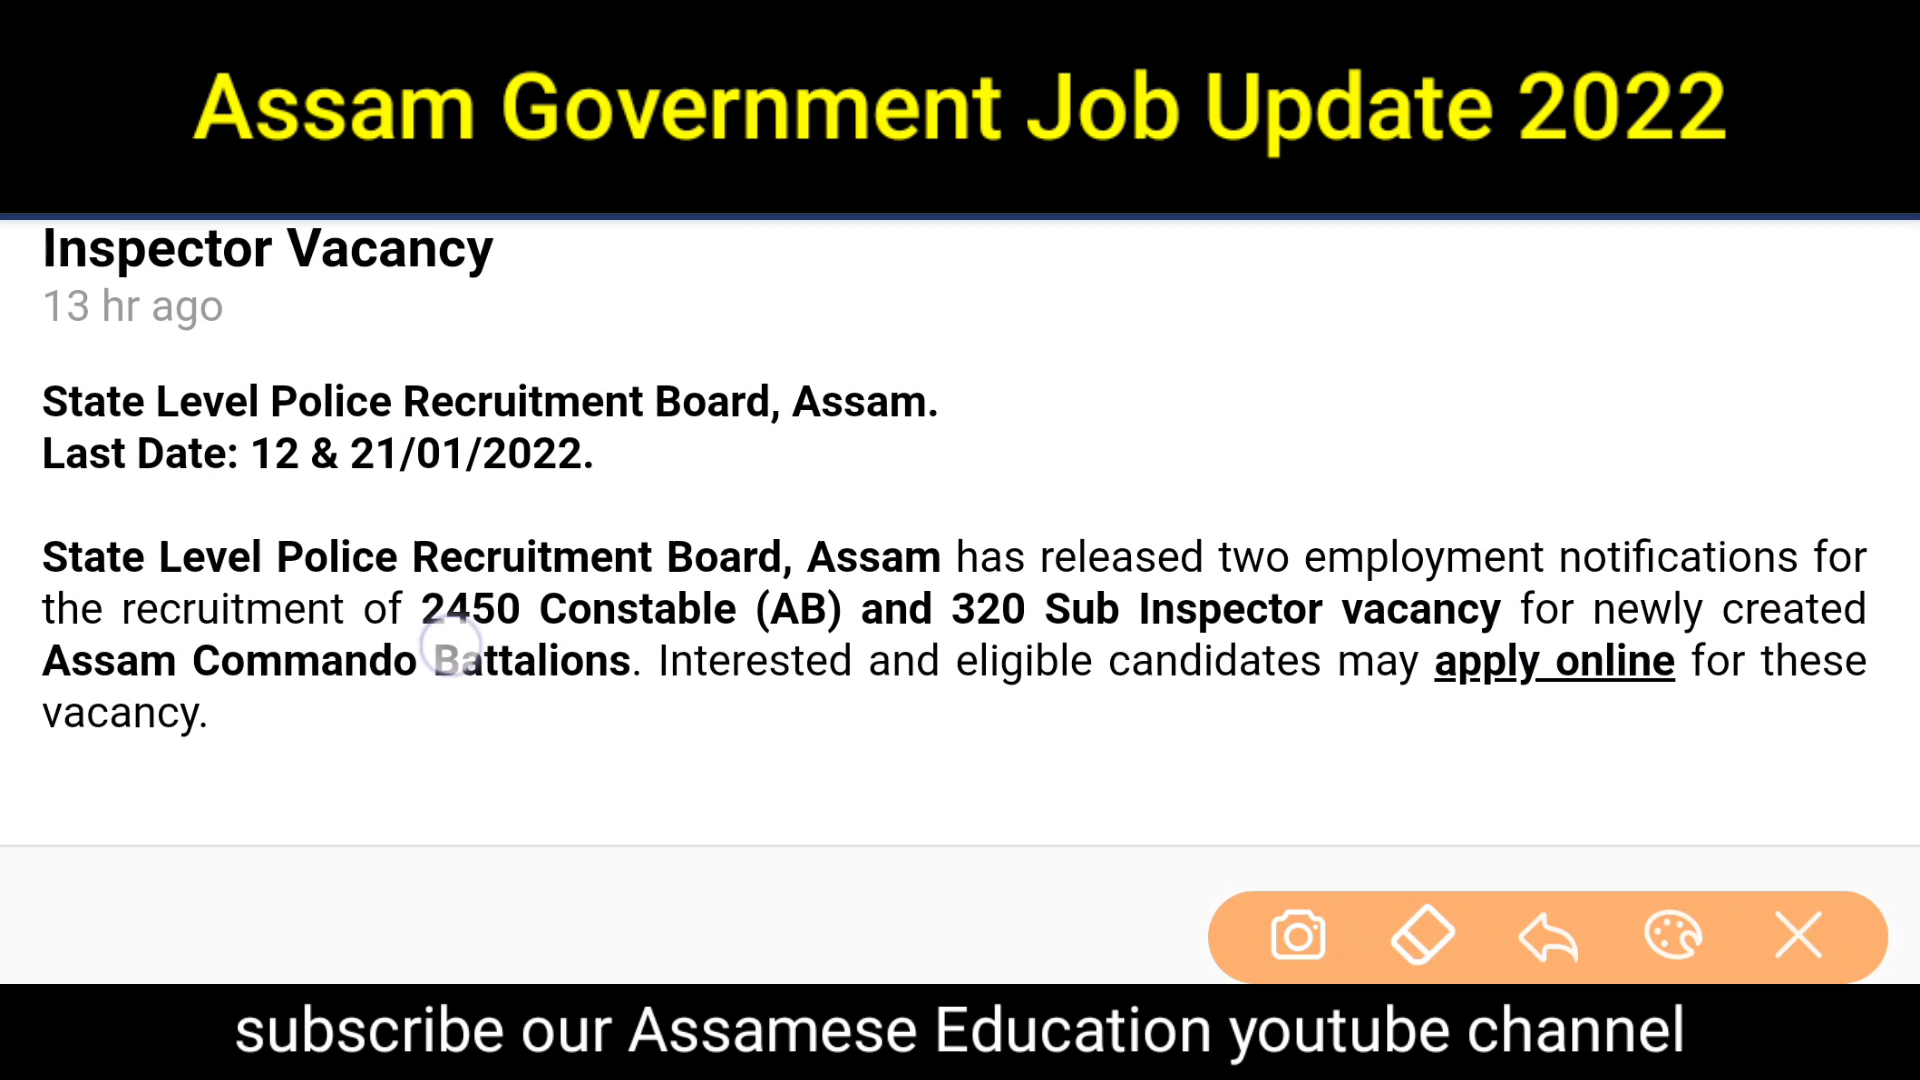 Assam Government Job Update 2022
Inspector Vacancy
13 hr ago
State Level Police Recruitment Board, Assam.
Last Date: 12 & 21/01/2022.
State Level Police Recruitment Board, Assam has released two employment notifications for
the recruitment of 2450 Constable (AB) and 320 Sub Inspector vacancy for newly created
Assam Commando Battalions. Interested and eligible candidates may apply online for these
vacancy.
subscribe our Assamese Education youtube channel